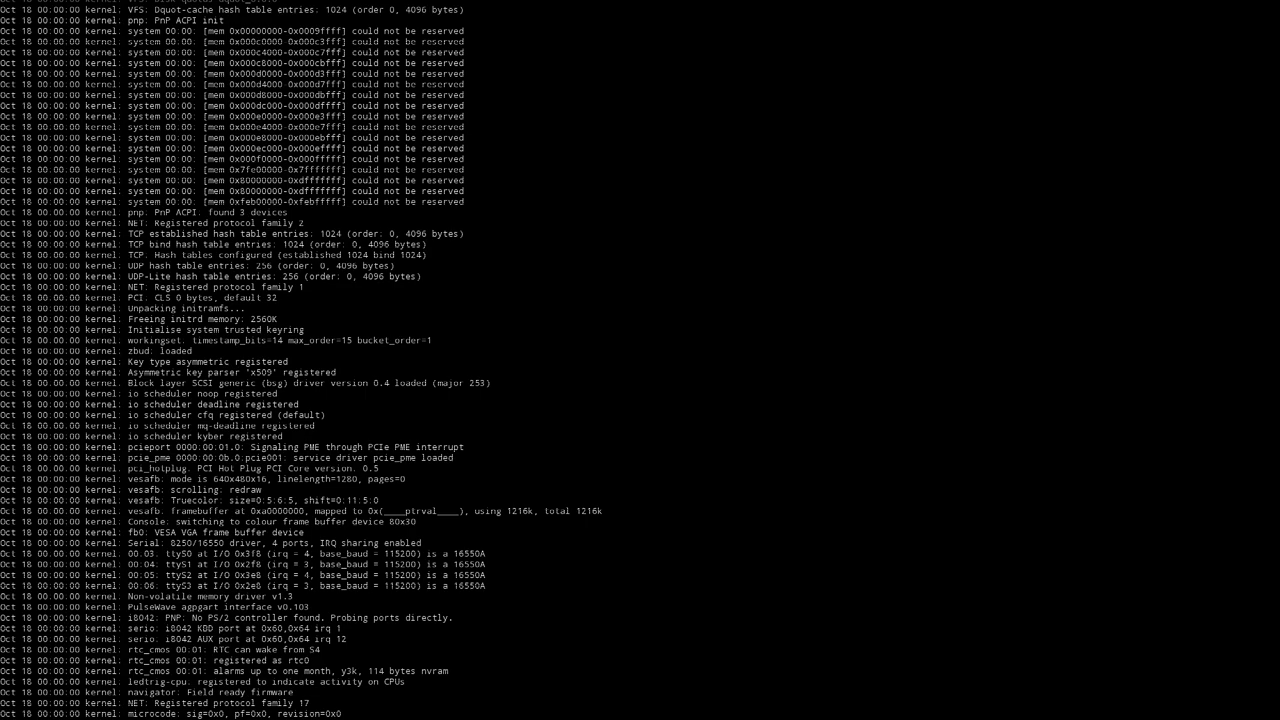 Oct 18 00:00:00 kernel: VFS: Dquot-cache hash table entries: 1024 (order 0, 4096 bytes)
Oct 18 00:00:00 kernel: pnp: PnP ACPI init
Oct 18 00:00:00 kernel: system 00:00: [mem 0x00000000-0x0009ffff] could not be reserved
Oct 18 00:00:00 kernel: system 00:00: [mem 0x000c0000-0x000c3fff] could not be reserved
Oct 18 00:00:00 kernel: system 00:00: [mem 0x000c4000-0x000c7fff] could not be reserved
Oct 18 00:00:00 kernel: system 00:00: [mem 0x000c8000-0x000cbfff] could not be reserved
Oct 18 00:00:00 kernel: system 00:00: [mem 0x000d0000-0x000d3fff] could not be reserved
Oct 18 00:00:00 kernel: system 00:00: [mem 0x000d4000-0x000d7fff] could not be reserved
Oct 18 00:00:00 kernel: system 00:00: [mem 0x000d8000-0x000dbfff] could not be reserved
Oct 18 00:00:00 kernel: system 00:00: [mem 0x000dc000-0x000dffff] could not be reserved
Oct 18 00:00:00 kernel: system 00:00: [mem 0x000e0000-0x000e3fff] could not be reserved
Oct 18 00:00:00 kernel: system 00:00: [mem 0x000e4000-0x000e7fff] could not be reserved
Oct 18 00:00:00 kernel: system 00:00: [mem 0x000e8000-0x000ebfff] could not be reserved
Oct 18 00:00:00 kernel: system 00:00: [mem 0x000ec000-0x000effff] could not be reserved
Oct 18 00:00:00 kernel: system 00:00: [mem 0x000f0000-0x000fffff] could not be reserved
Oct 18 00:00:00 kernel: system 00:00: [mem 0x7fe00000-0x7fffffff] could not be reserved
Oct 18 00:00:00 kernel: system 00:00: [mem 0x80000000-0xdfffffff] could not be reserved
Oct 18 00:00:00 kernel: system 00:00: [mem 0x80000000-0xdfffffff] could not be reserved
Oct 18 00:00:00 kernel: system 00:00: [mem 0xfeb00000-0xfebfffff] could not be reserved
Oct 18 00:00:00 kernel: pnp: PnP ACPI: found 3 devices
Oct 18 00:00:00 kernel: NET: Registered protocol family 2
Oct 18 00:00:00 kernel: TCP established hash table entries: 1024 (order: 0, 4096 bytes)
Oct 18 00:00:00 kernel: TCP bind hash table entries: 1024 (order: 0, 4096 bytes)
Oct 18 00:00:00 kernel: TCP: Hash tables configured (established 1024 bind 1024)
Oct 18 00:00:00 kernel: UDP hash table entries: 256 (order: 0, 4096 bytes)
Oct 18 00:00:00 kernel: UDP-Lite hash table entries: 256 (order: 0, 4096 bytes)
Oct 18 00:00:00 kernel: NET: Registered protocol family 1
Oct 18 00:00:00 kernel: PCI: CLS 0 bytes, default 32
Oct 18 00:00:00 kernel: Unpacking initramfs...
Oct 18 00:00:00 kernel: Freeing initrd memory: 2560K
Oct 18 00:00:00 kernel: Initialise system trusted keyring
Oct 18 00:00:00 kernel: workingset: timestamp_bits=14 max_order=15 bucket_order=1
Oct 18 00:00:00 kernel: zbud: loaded
Oct 18 00:00:00 kernel: Key type asymmetric registered
Oct 18 00:00:00 kernel: Asymmetric key parser 'x509' registered
Oct 18 00:00:00 kernel: Block layer SCSI generic (bsg) driver version 0.4 loaded (major 253)
Oct 18 00:00:00 kernel: io scheduler noop registered
Oct 18 00:00:00 kernel: io scheduler deadline registered
Oct 18 00:00:00 kernel: io scheduler cfq registered (default)
Oct 18 00:00:00 kernel: io scheduler mq-deadline registered
Oct 18 00:00:00 kernel: io scheduler kyber registered
Oct 18 00:00:00 kernel: pcieport 0000:00:01.0: Signaling PME through PCIe PME interrupt
Oct 18 00:00:00 kernel: pcie_pme 0000:00:0b.0:pcie001: service driver pcie_pme loaded
Oct 18 00:00:00 kernel: pci_hotplug: PCI Hot Plug PCI Core version: 0.5
Oct 18 00:00:00 kernel: vesafb: mode is 640x480x16, linelength=1280, pages=0
Oct 18 00:00:00 kernel: vesafb: scrolling: redraw
Oct 18 00:00:00 kernel: vesafb: Truecolor: size=0:5:6:5, shift=0:11:5:0
Oct 18 00:00:00 kernel: vesafb: framebuffer at 0xa0000000, mapped to 0x(____ptrval____), using 1216k, total 1216k
Oct 18 00:00:00 kernel: Console: switching to colour frame buffer device 80x30
Oct 18 00:00:00 kernel: fb0: VESA VGA frame buffer device
Oct 18 00:00:00 kernel: Serial: 8250/16550 driver, 4 ports, IRQ sharing enabled
Oct 18 00:00:00 kernel: 00:03: ttyS0 at I/O 0x3f8 (irq = 4, base_baud = 115200) is a 16550A
Oct 18 00:00:00 kernel: 00:04: ttyS1 at I/O 0x2f8 (irq = 3, base_baud = 115200) is a 16550A
Oct 18 00:00:00 kernel: 00:05: ttyS2 at I/O 0x3e8 (irq = 4, base_baud = 115200) is a 16550A
Oct 18 00:00:00 kernel: 00:06: ttyS3 at I/O 0x2e8 (irq = 3, base_baud = 115200) is a 16550A
Oct 18 00:00:00 kernel: Non-volatile memory driver v1.3
Oct 18 00:00:00 kernel: PulseWave agpgart interface v0.103
Oct 18 00:00:00 kernel: i8042: PNP: No PS/2 controller found. Probing ports directly.
Oct 18 00:00:00 kernel: serio: i8042 KBD port at 0x60,0x64 irq 1
Oct 18 00:00:00 kernel: serio: i8042 AUX port at 0x60,0x64 irq 12
Oct 18 00:00:00 kernel: rtc_cmos 00:01: RTC can wake from S4
Oct 18 00:00:00 kernel: rtc_cmos 00:01: registered as rtc0
Oct 18 00:00:00 kernel: rtc_cmos 00:01: alarms up to one month, y3k, 114 bytes nvram
Oct 18 00:00:00 kernel: ledtrig-cpu: registered to indicate activity on CPUs
Oct 18 00:00:00 kernel: navigator: Field ready firmware
Oct 18 00:00:00 kernel: NET: Registered protocol family 17
Oct 18 00:00:00 kernel: microcode: sig=0x0, pf=0x0, revision=0x0